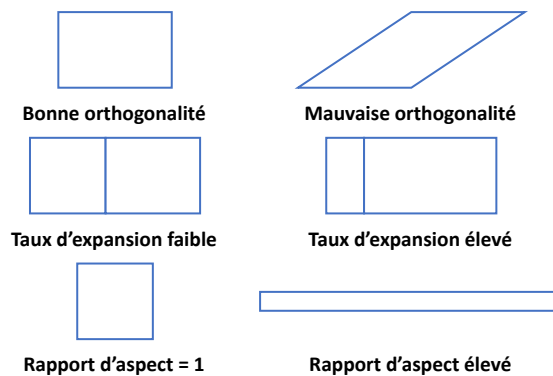 Bonne orthogonalité
Mauvaise orthogonalité
Taux d'expansion faible
Taux d'expansion élevé
Rapport d'aspect = 1
Rapport d'aspect élevé